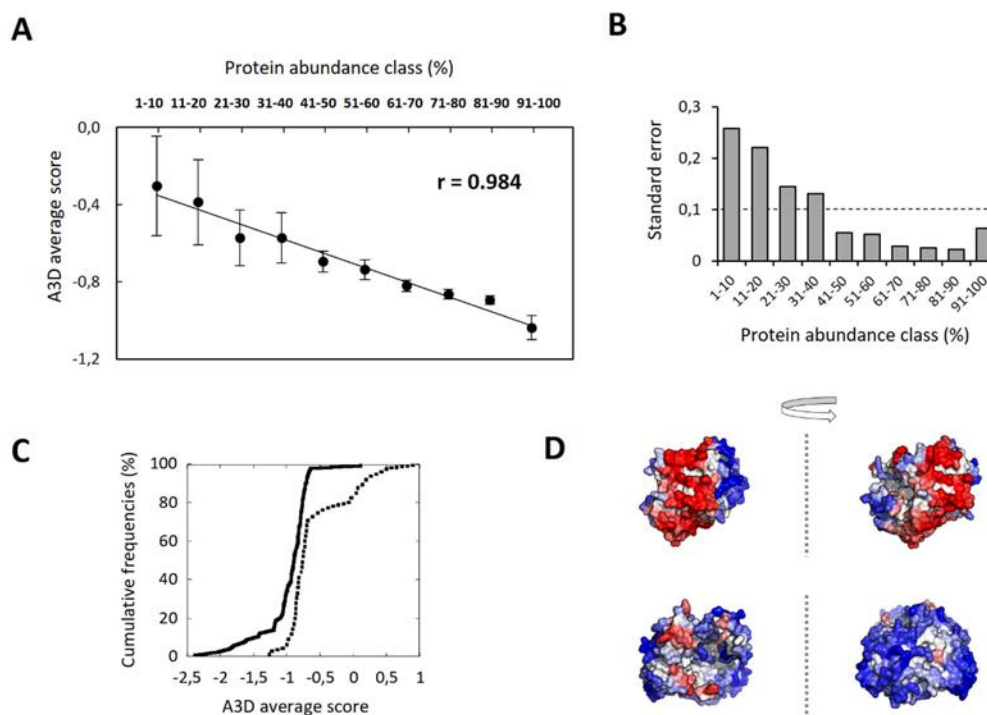 A
Protein abundance class (%)
1-10 11-20 21-30 31-40 41-50 51-60 61-70 71-80 81-90 91-100
0,0
-0,4
-0,8
-1,2
A3D average score
r = 0.984
B
0,3
0,2
0,1
0
Standard error
1-10 11-20 21-30 31-40 41-50 51-60 61-70 71-80 81-90 91-100
Protein abundance class (%)
C
100
80
60
40
20
0
Cumulative frequencies (%)
-2,5 -2 -1,5 -1 -0,5 0 0,5 1
A3D average score
D